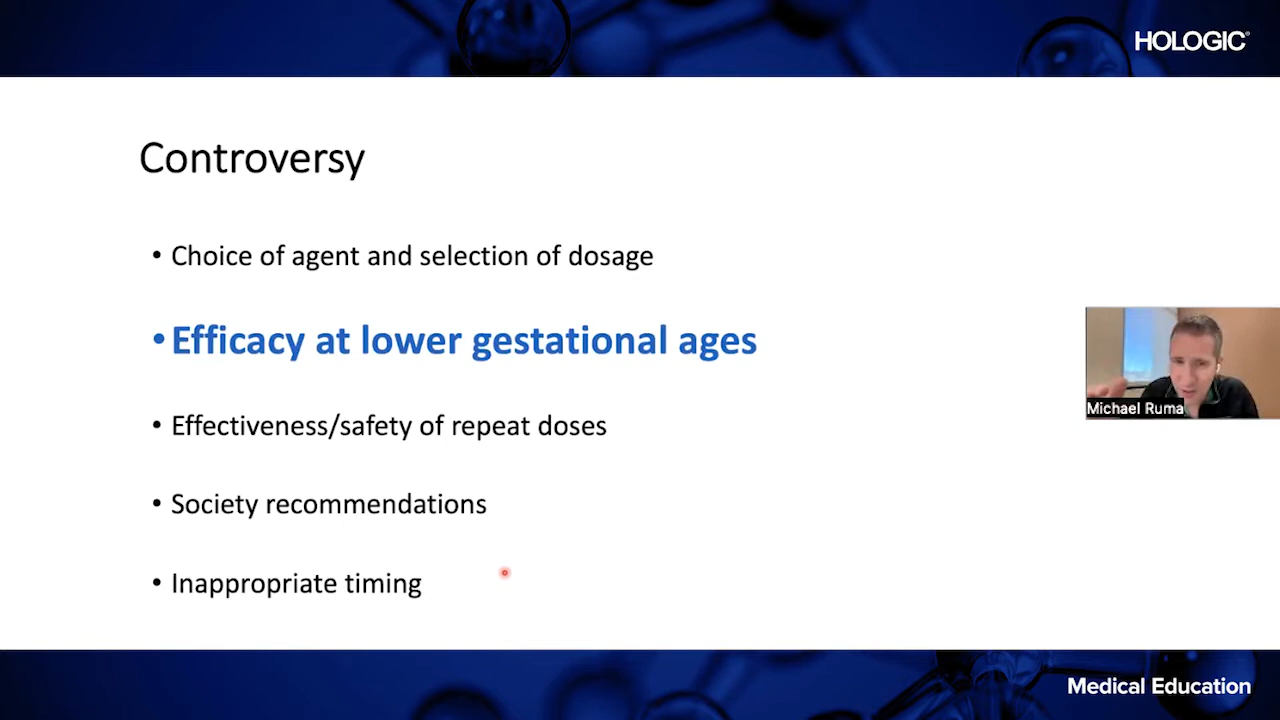 HOLOGIC®
Controversy
• Choice of agent and selection of dosage
• Efficacy at lower gestational ages
• Effectiveness/safety of repeat doses
• Society recommendations
• Inappropriate timing
Michael Ruma
Medical Education